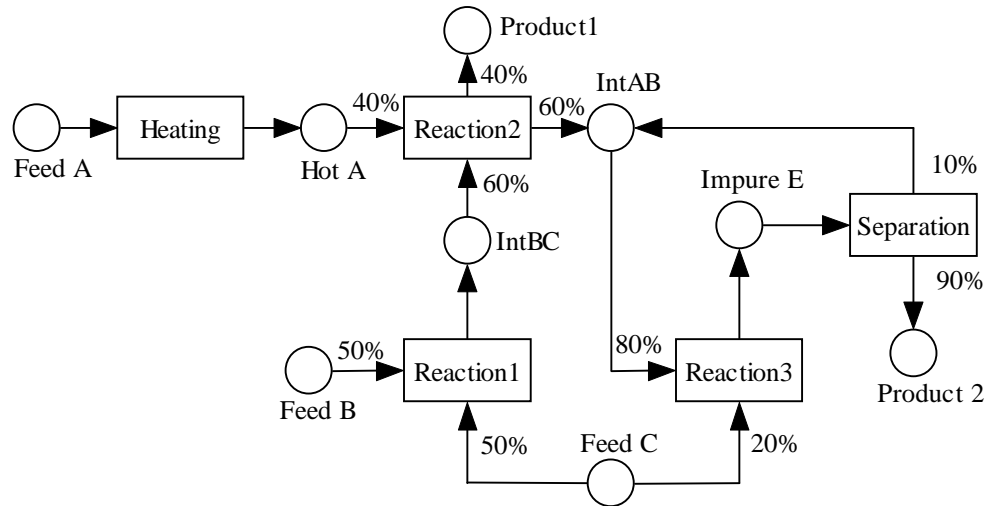 Product1
40%
IntAB
40%
60%
Heating
Reaction2
Feed A
Hot A
60%
Impure E
10%
Separation
IntBC
90%
50%
80%
Reaction1
Reaction3
Feed B
Product 2
50%
Feed C
20%